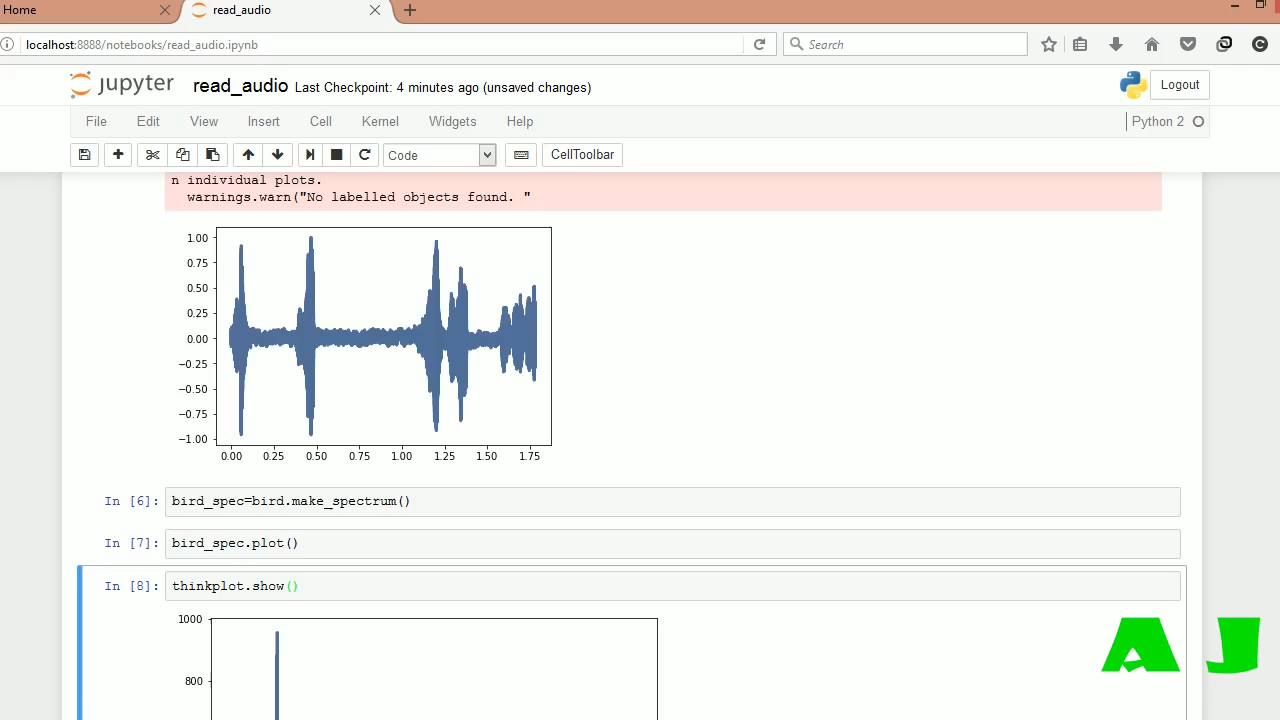 Home
read_audio
localhost:8888/notebooks/read_audio.ipynb
Search
jupyter
read_audio Last Checkpoint: 4 minutes ago (unsaved changes)
Logout
File Edit View Insert Cell Kernel Widgets Help
Python 2
Code
CellToolbar
n individual plots.
warnings.warn("No labelled objects found. "
1.00
0.75
0.50
0.25
0.00
−0.25
−0.50
−0.75
−1.00
0.00 0.25 0.50 0.75 1.00 1.25 1.50 1.75
In [6]: bird_spec=bird.make_spectrum()
In [7]: bird_spec.plot()
In [8]: thinkplot.show()
1000
800
A J